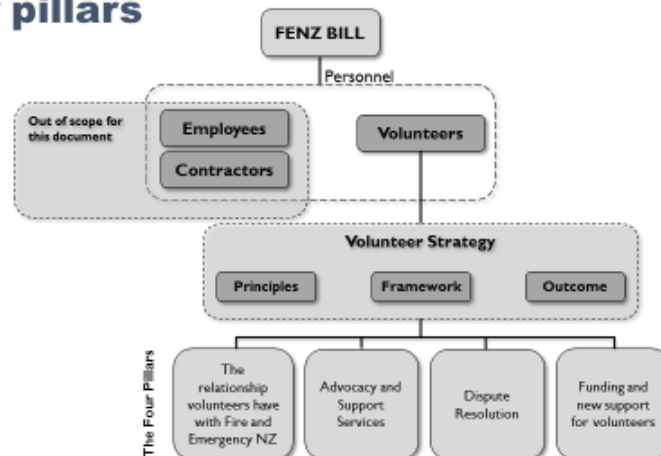 pillars
FENZ BILL
Personnel
Out of scope for
this document
Employees
Contractors
Volunteers
Volunteer Strategy
Principles
Framework
Outcome
The Four Pillars
The
relationship
volunteers have
with Fire and
Emergency NZ
Advocacy and
Support
Services
Dispute
Resolution
Funding and
new support
for volunteers